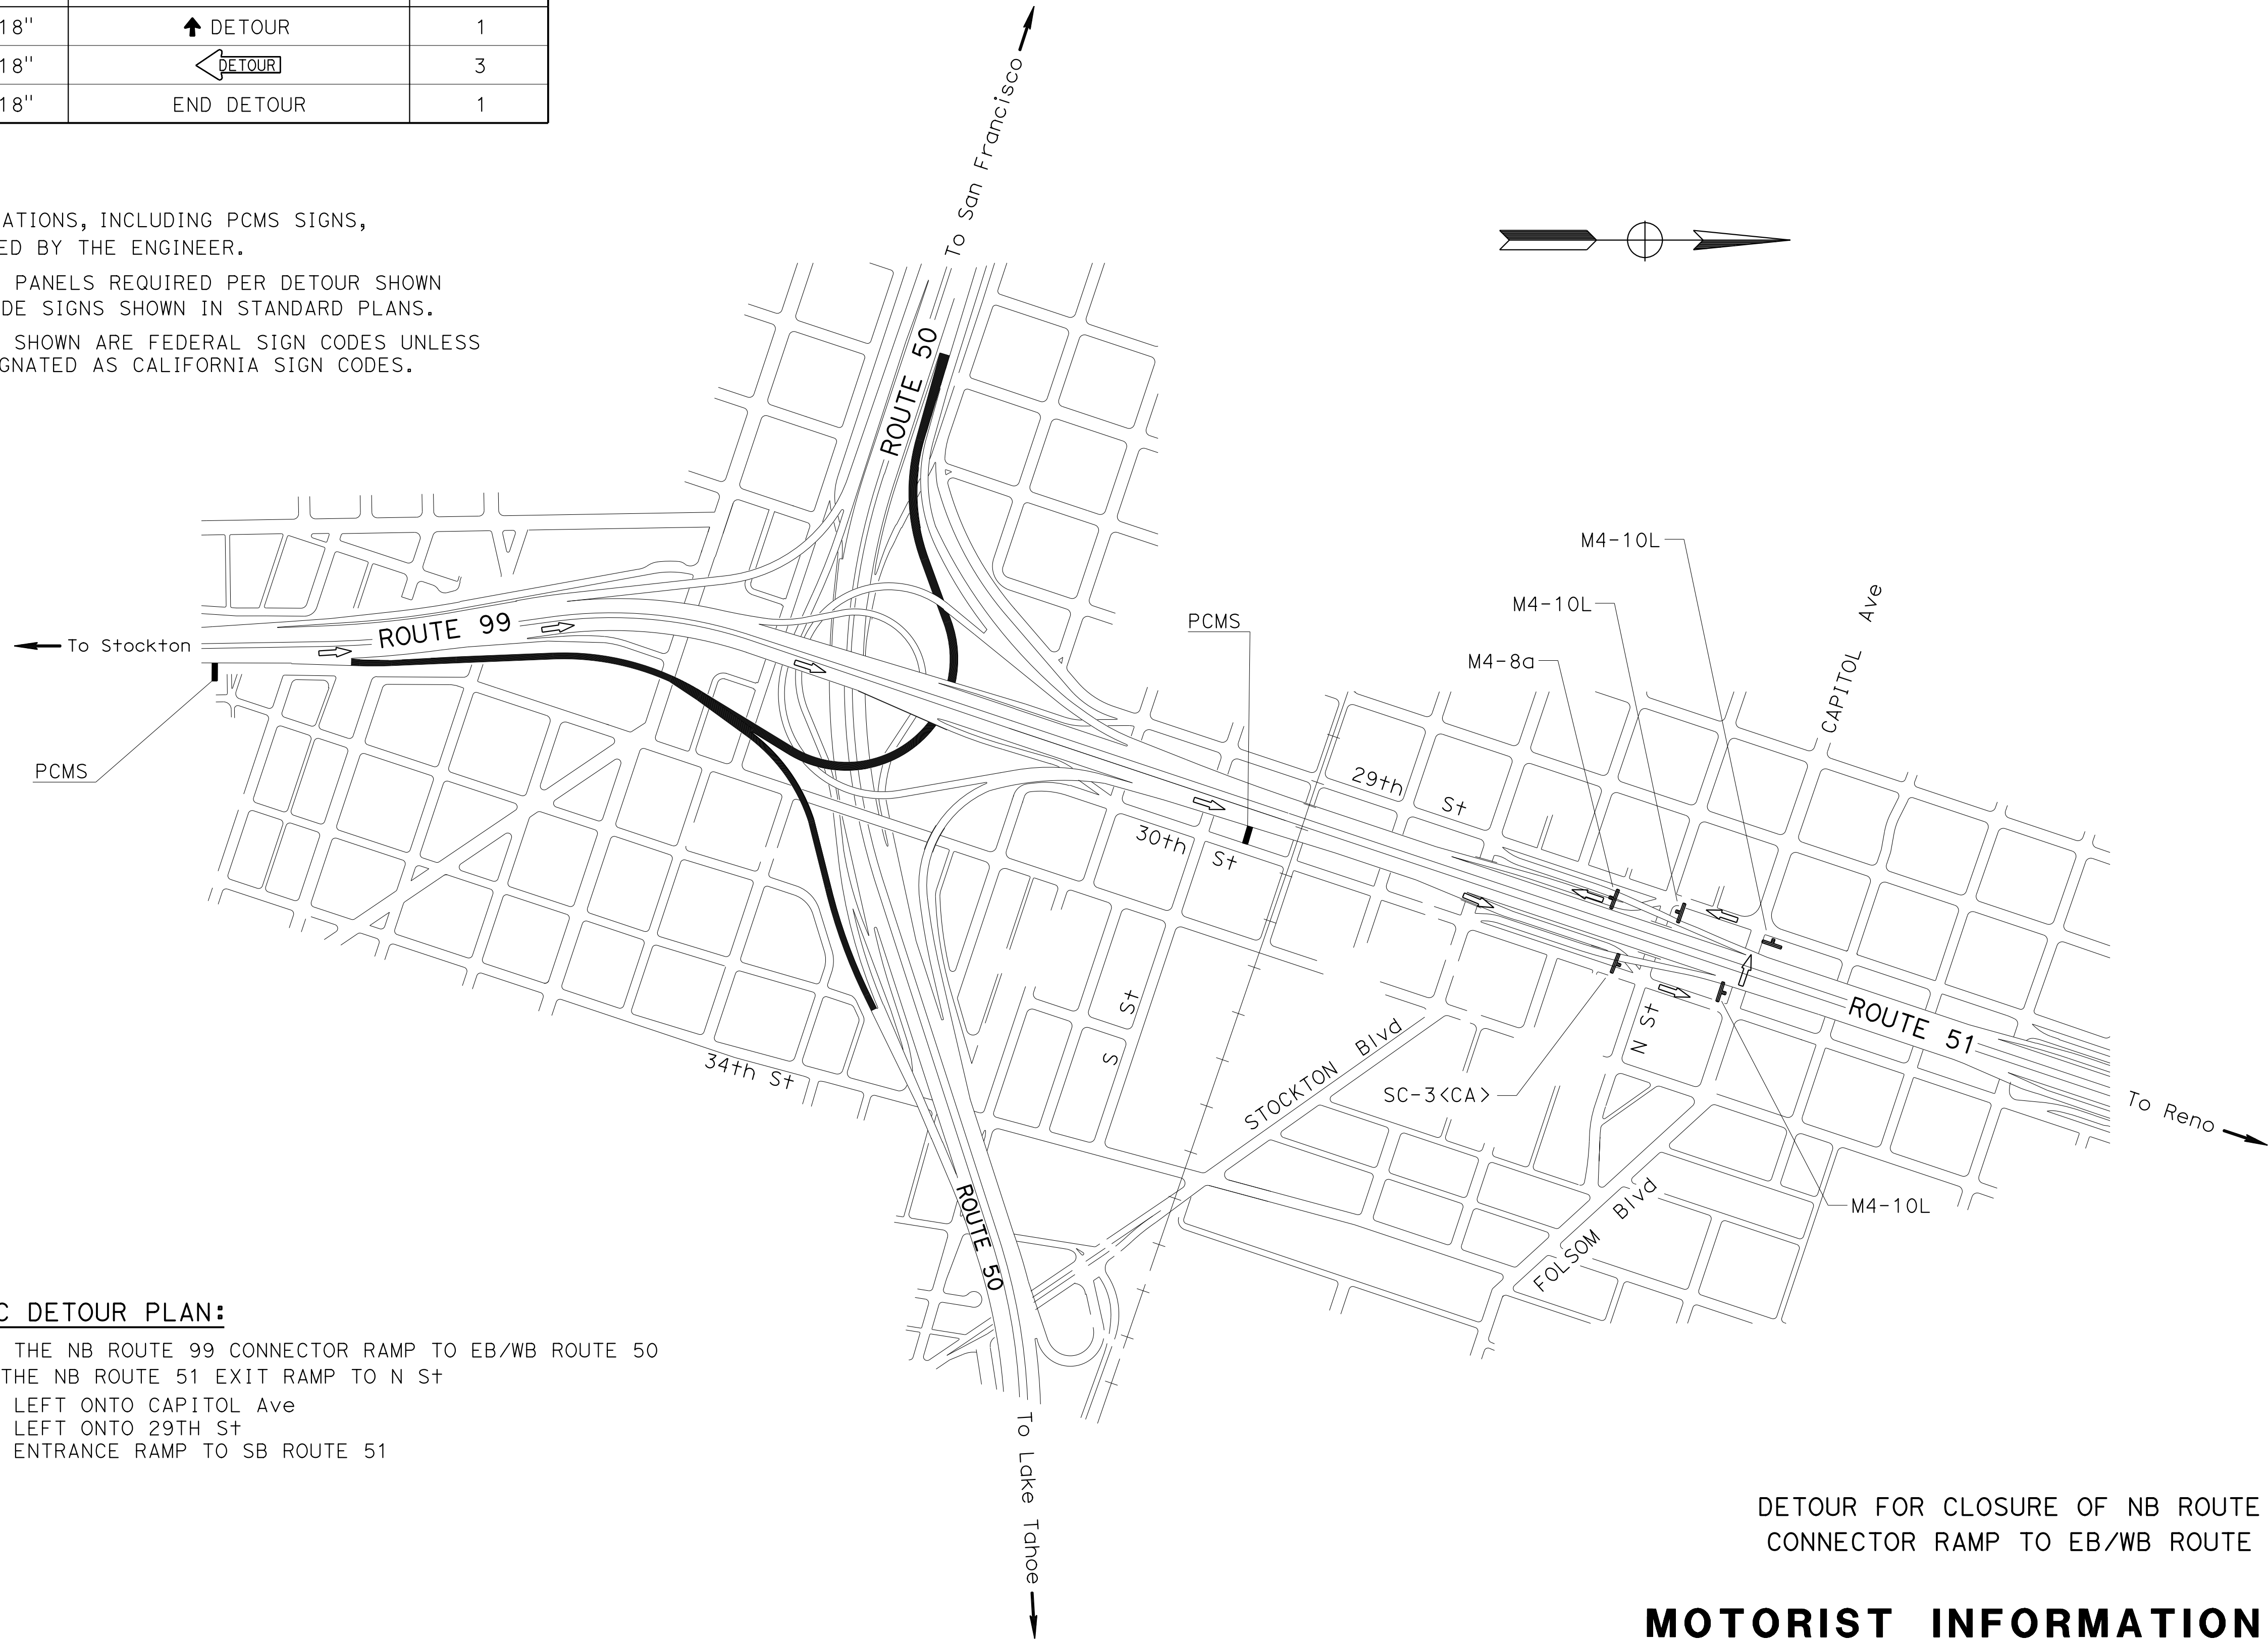 18" ↑ DETOUR 1
18" DETOUR 3
18" END DETOUR 1
ATIONS, INCLUDING PCMS SIGNS,
ED BY THE ENGINEER.
PANELS REQUIRED PER DETOUR SHOWN
DE SIGNS SHOWN IN STANDARD PLANS.
SHOWN ARE FEDERAL SIGN CODES UNLESS
GNATED AS CALIFORNIA SIGN CODES.
To San Francisco
ROUTE 50
To Stockton
ROUTE 99
PCMS
PCMS
M4-10L
M4-10L
M4-8a
CAPITOL Ave
29th St
30th St
34th St
S St
STOCKTON Blvd
N St
SC-3<CA>
ROUTE 51
To Reno
M4-10L
FOLSOM Blvd
ROUTE 50
To Lake Tahoe
C DETOUR PLAN:
THE NB ROUTE 99 CONNECTOR RAMP TO EB/WB ROUTE 50
THE NB ROUTE 51 EXIT RAMP TO N St
LEFT ONTO CAPITOL Ave
LEFT ONTO 29TH St
ENTRANCE RAMP TO SB ROUTE 51
DETOUR FOR CLOSURE OF NB ROUTE
CONNECTOR RAMP TO EB/WB ROUTE
MOTORIST INFORMATION